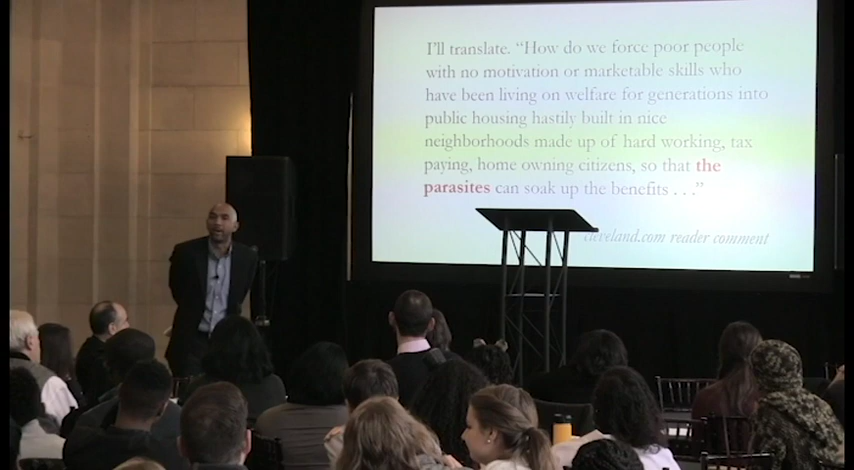 I'll translate. “How do we force poor people
with no motivation or marketable skills who
have been living on welfare for generations into
public housing hastily built in nice
neighborhoods made up of hard working, tax
paying, home owning citizens, so that the
parasites can soak up the benefits . . .”
cleveland.com reader comment